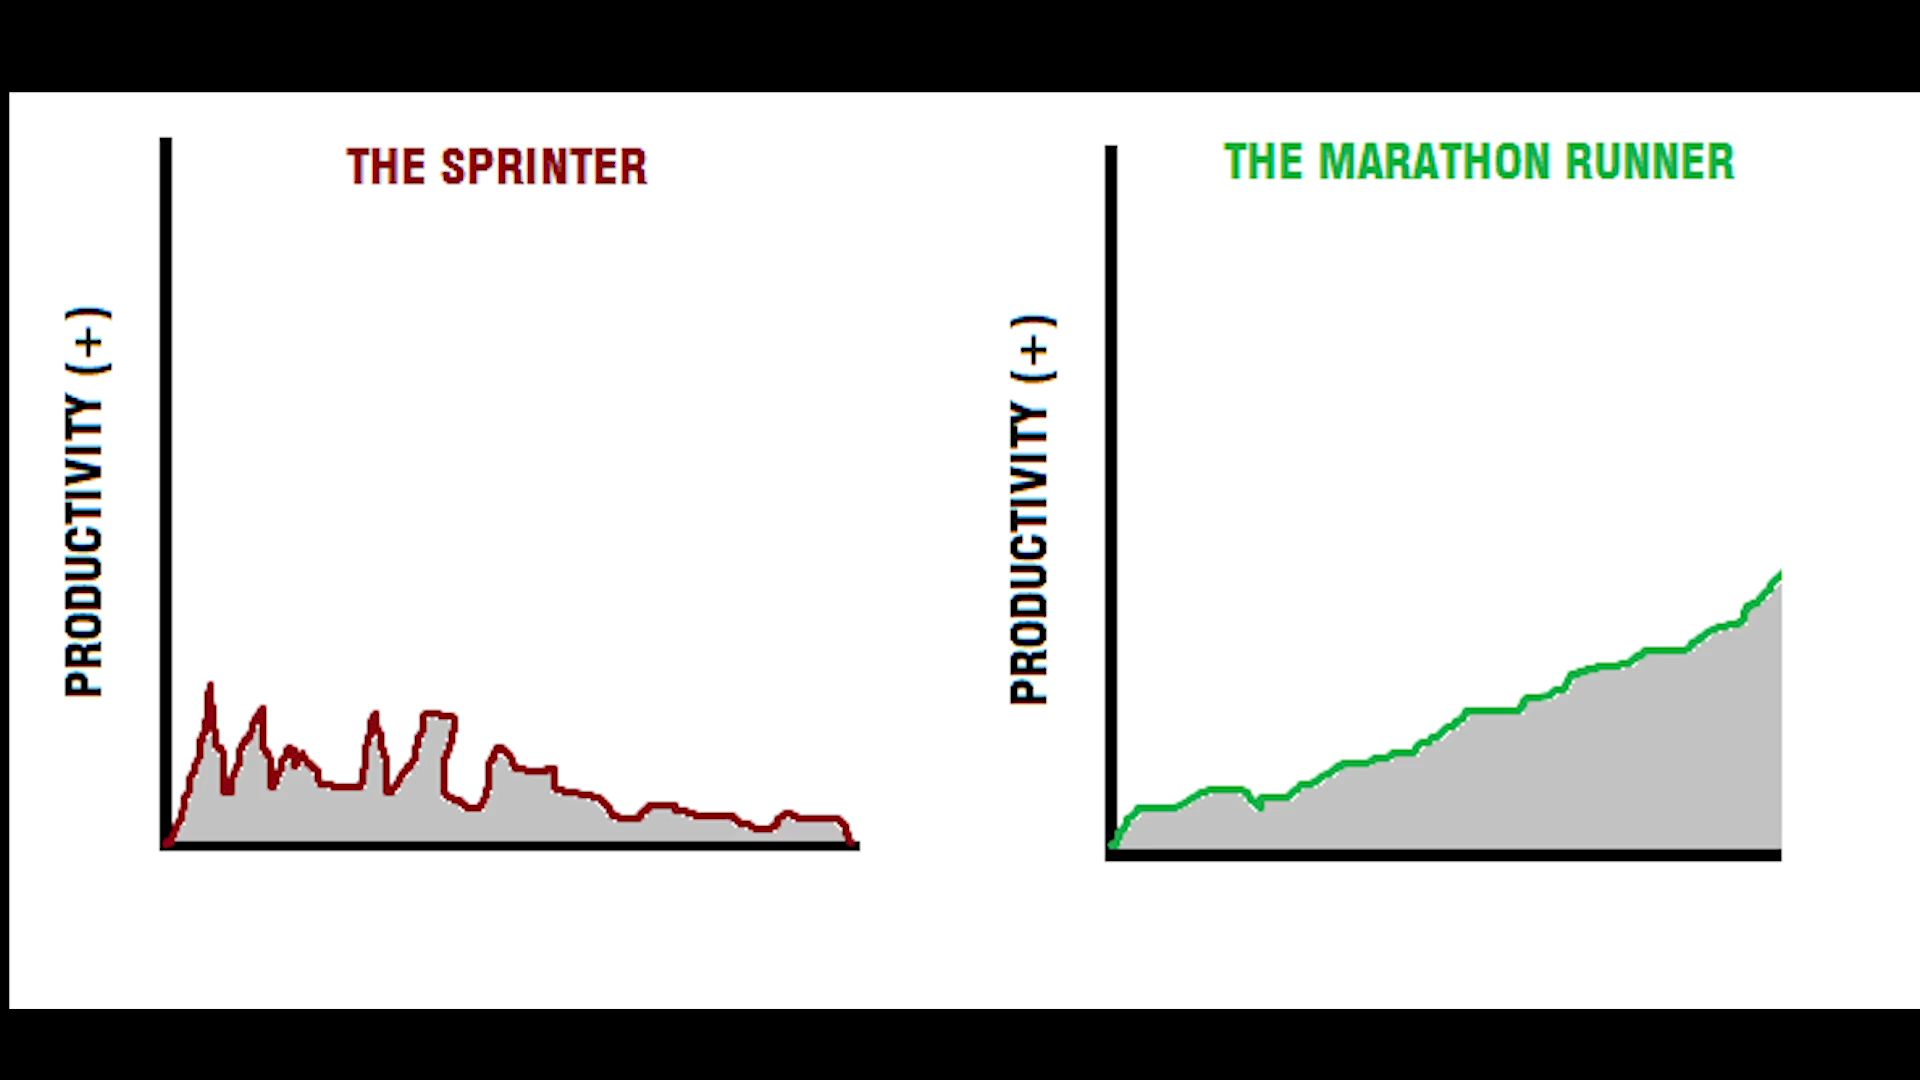 THE SPRINTER
PRODUCTIVITY (+)
THE MARATHON RUNNER
PRODUCTIVITY (+)